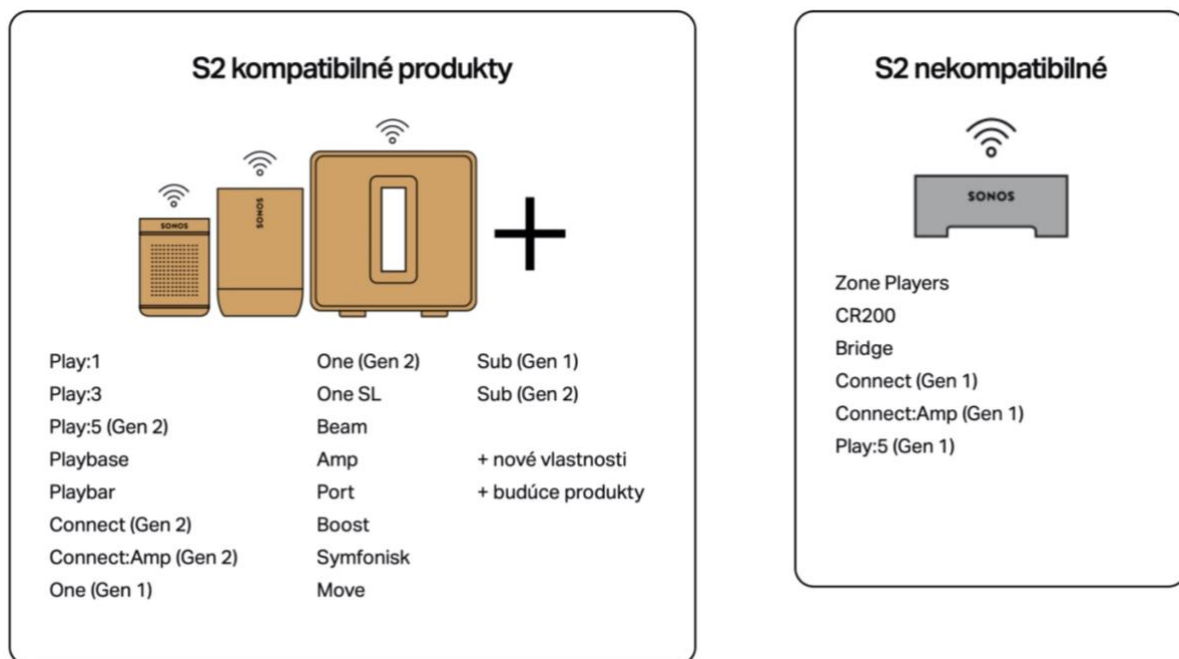 S2 kompatibilné produkty
SONOS
SONOS
Play:1
Play:3
Play:5 (Gen 2)
Playbase
Playbar
Connect (Gen 2)
Connect:Amp (Gen 2)
One (Gen 1)
One (Gen 2)
One SL
Beam
Amp
Port
Boost
Symfonisk
Move
Sub (Gen 1)
Sub (Gen 2)
+ nové vlastnosti
+ budúce produkty
S2 nekompatibilné
SONOS
Zone Players
CR200
Bridge
Connect (Gen 1)
Connect:Amp (Gen 1)
Play:5 (Gen 1)